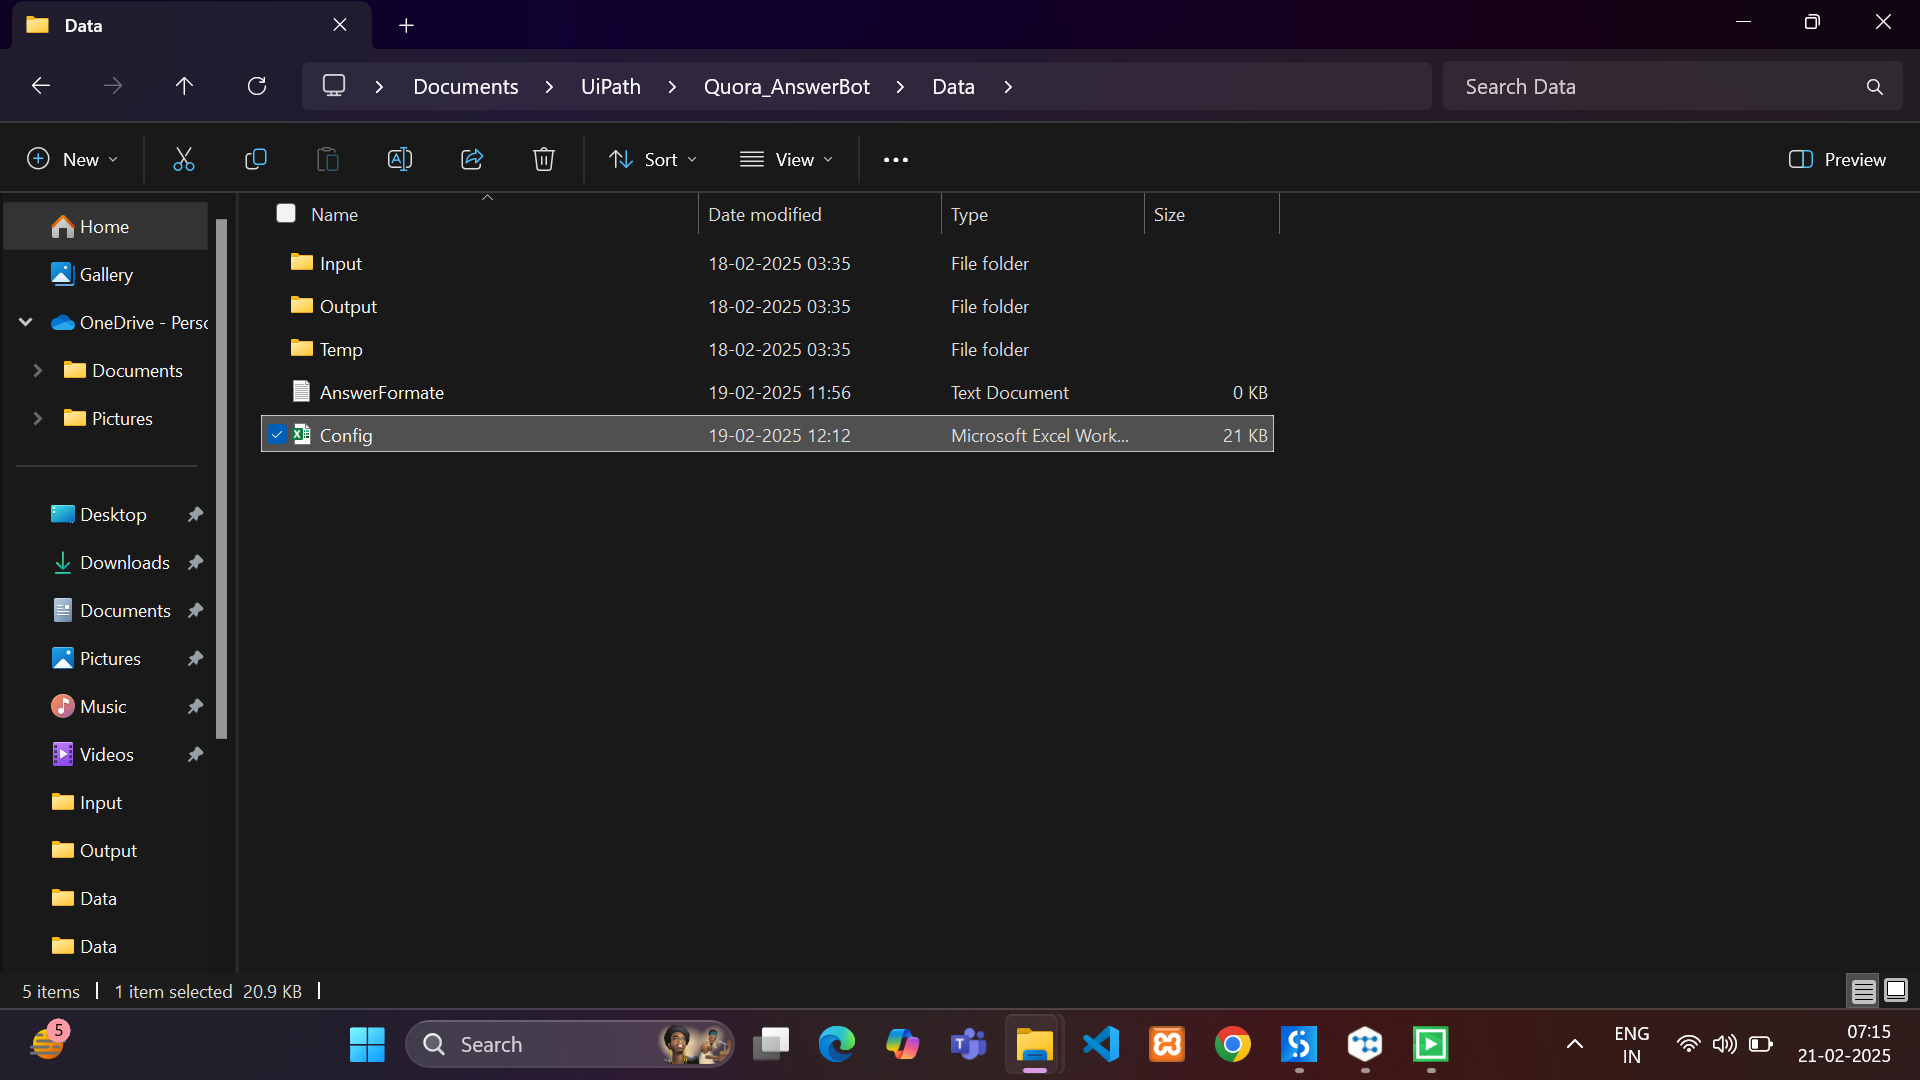 Data
Documents
UiPath
Quora_AnswerBot
Data
Search Data
New
Sort
View
Preview
Name
Date modified
Type
Size
Input
18-02-2025 03:35
File folder
Output
18-02-2025 03:35
File folder
Temp
18-02-2025 03:35
File folder
AnswerFormate
19-02-2025 11:56
Text Document
0 KB
Config
19-02-2025 12:12
Microsoft Excel Work...
21 KB
Home
Gallery
OneDrive - Perso
Documents
Pictures
Desktop
Downloads
Documents
Pictures
Music
Videos
Input
Output
Data
Data
5 items
1 item selected 20.9 KB
5
Search
ENG
IN
07:15
21-02-2025